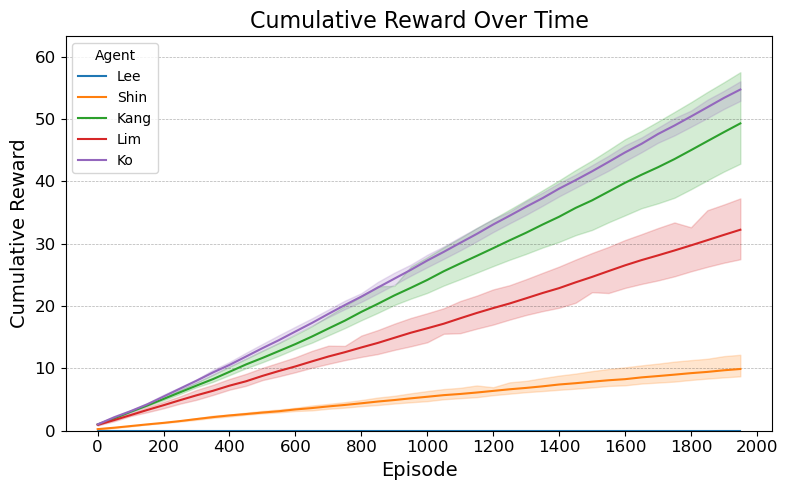 Cumulative Reward Over Time
Cumulative Reward
60
50
40
30
20
10
0
Agent
Lee
Shin
Kang
Lim
Ko
0 200 400 600 800 1000 1200 1400 1600 1800 2000
Episode